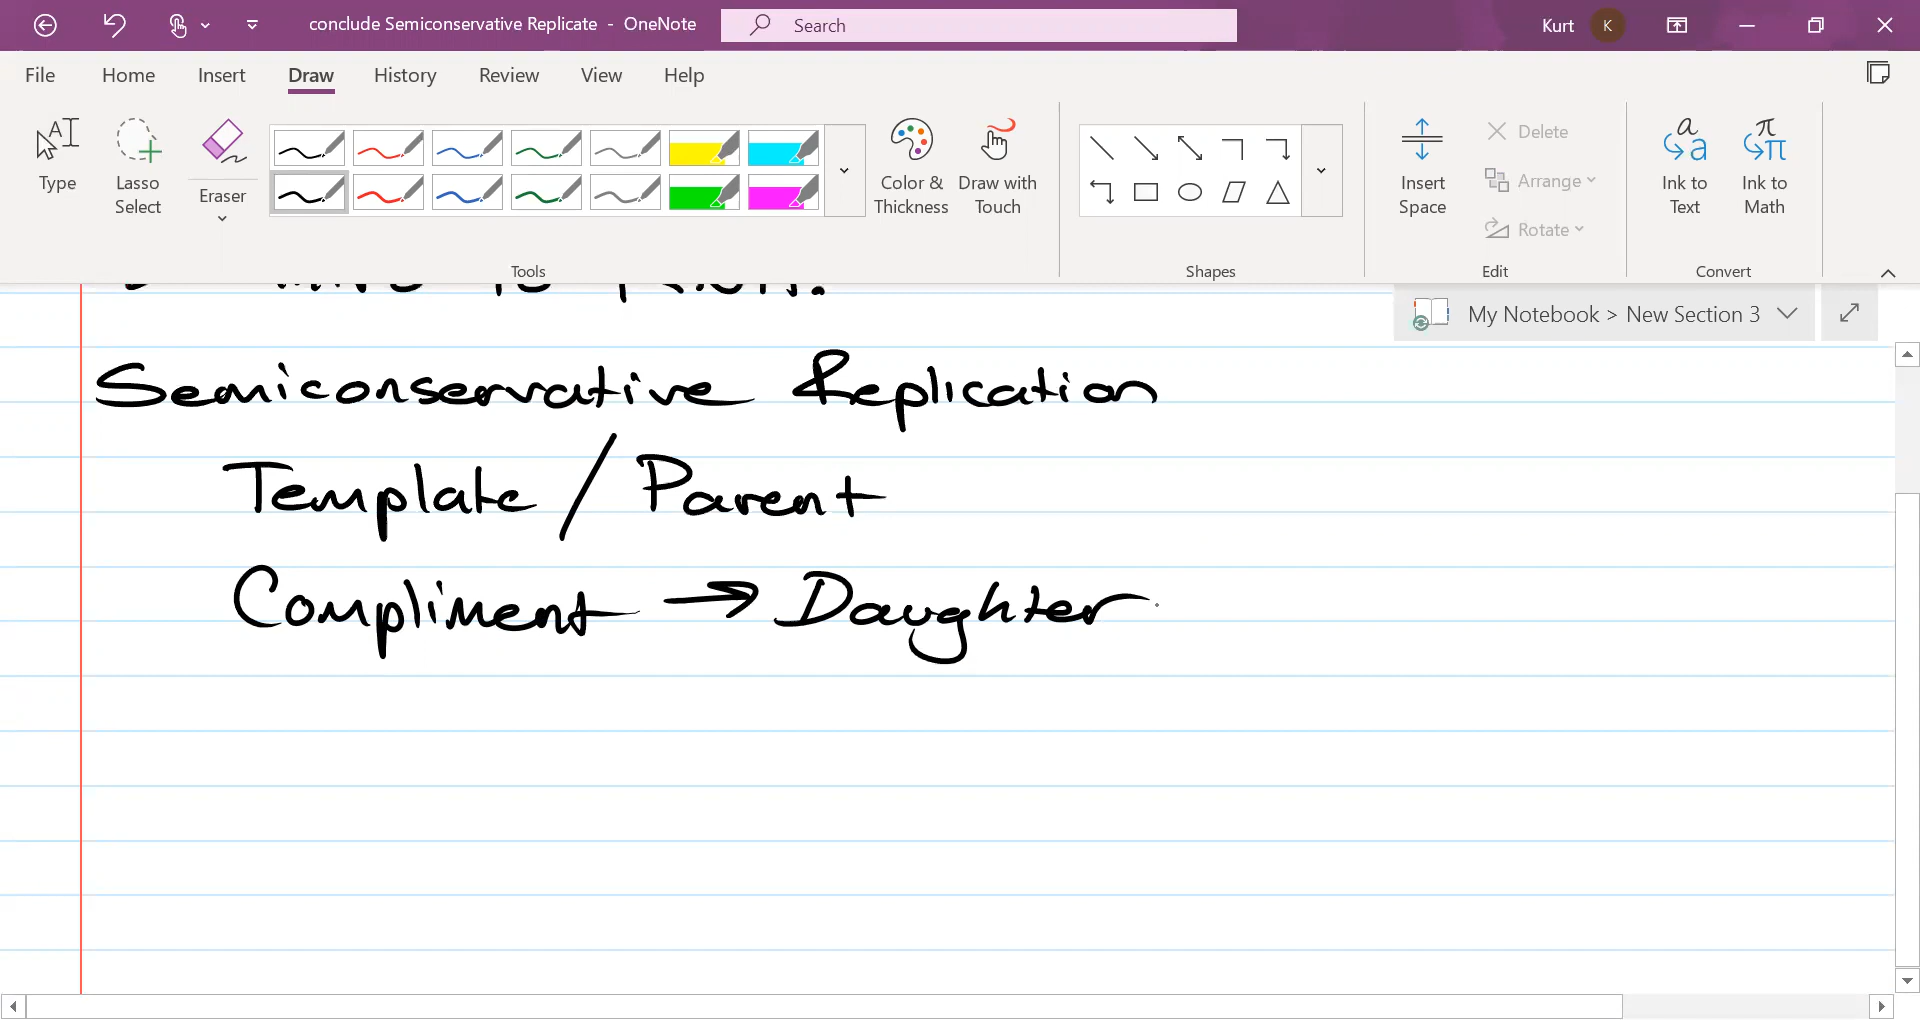 conclude Semiconservative Replicate - OneNote
Search
Kurt K
File Home Insert Draw History Review View Help
Type
Lasso Select
Eraser
Color & Thickness
Draw with Touch
Insert Space
Delete
Arrange
Rotate
Ink to Text
Ink to Math
Tools Shapes Edit Convert
My Notebook > New Section 3
Semiconservative Replication
Template / Parent
Compliment → Daughter